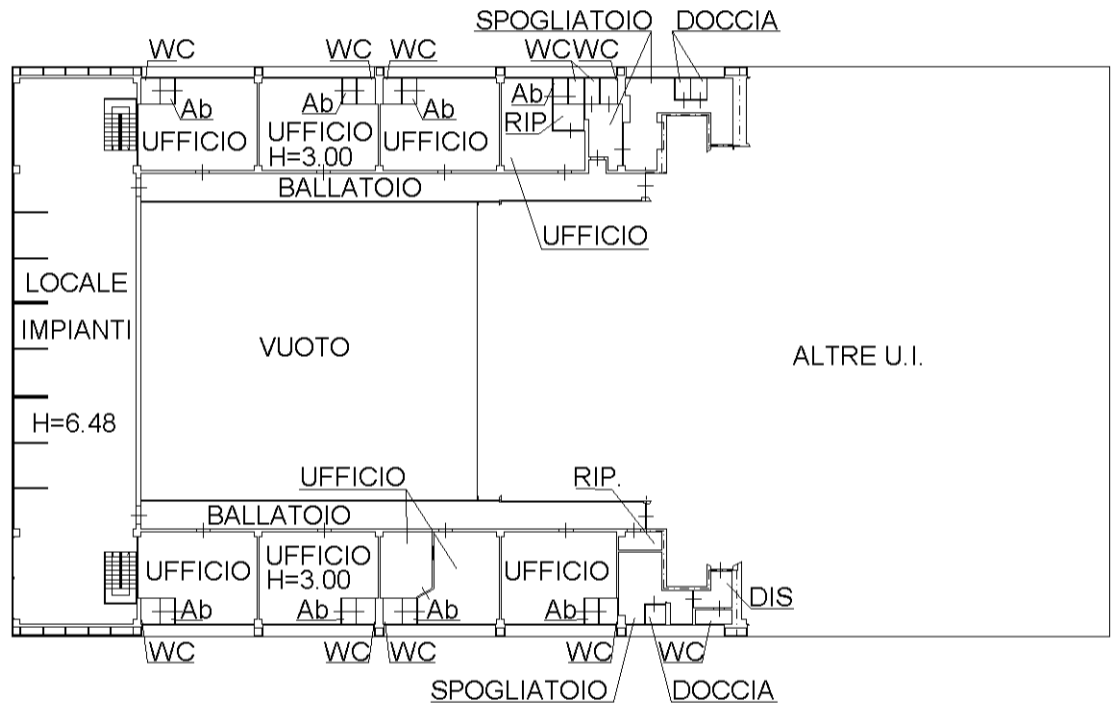 SPOGLIATOIO DOCCIA
WC WC WC WCWC
Ab Ab Ab Ab
RIP.
UFFICIO UFFICIO UFFICIO
H=3.00
BALLATOIO
UFFICIO
LOCALE
IMPIANTI
H=6.48
VUOTO
ALTRE U.I.
UFFICIO RIP.
BALLATOIO
UFFICIO UFFICIO UFFICIO
H=3.00
Ab Ab Ab Ab
DIS
WC WC WC WC WC
SPOGLIATOIO DOCCIA